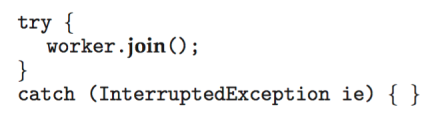 try {
   worker.join();
}
catch (InterruptedException ie) { }